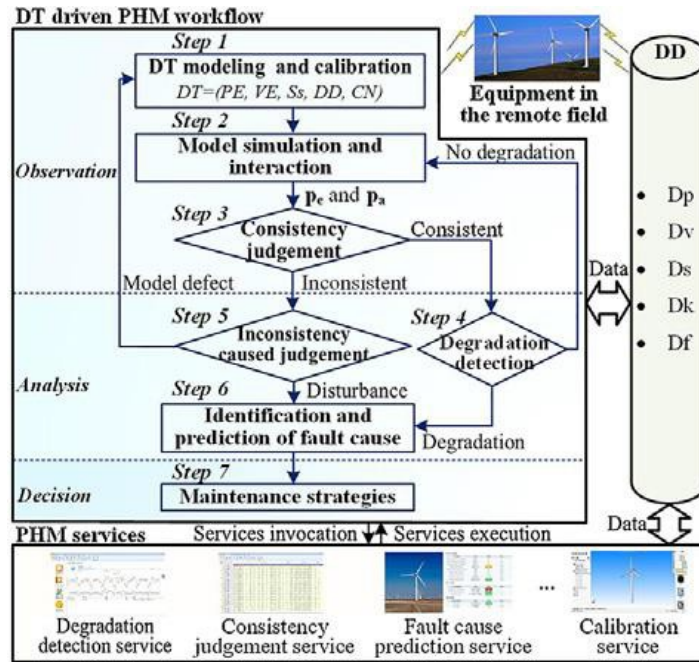 DT driven PHM workflow
Step 1
DT modeling and calibration
DT=(PE, VE, Ss, DD, CN)
Step 2
Model simulation and
interaction
No degradation
Observation
pe and pa
Step 3
Consistency
judgement
Consistent
Model defect
Inconsistent
Step 5
Inconsistency
caused judgement
Step 4
Degradation
detection
Analysis
Step 6
Disturbance
Identification and
prediction of fault cause
Degradation
Step 7
Decision
Maintenance strategies
Equipment in
the remote field
DD
• Dp
• Dv
• Ds
• Dk
• Df
Data
Data
Services invocation
Services execution
PHM services
Degradation
detection service
Consistency
judgement service
Fault cause
prediction service
...
Calibration
service